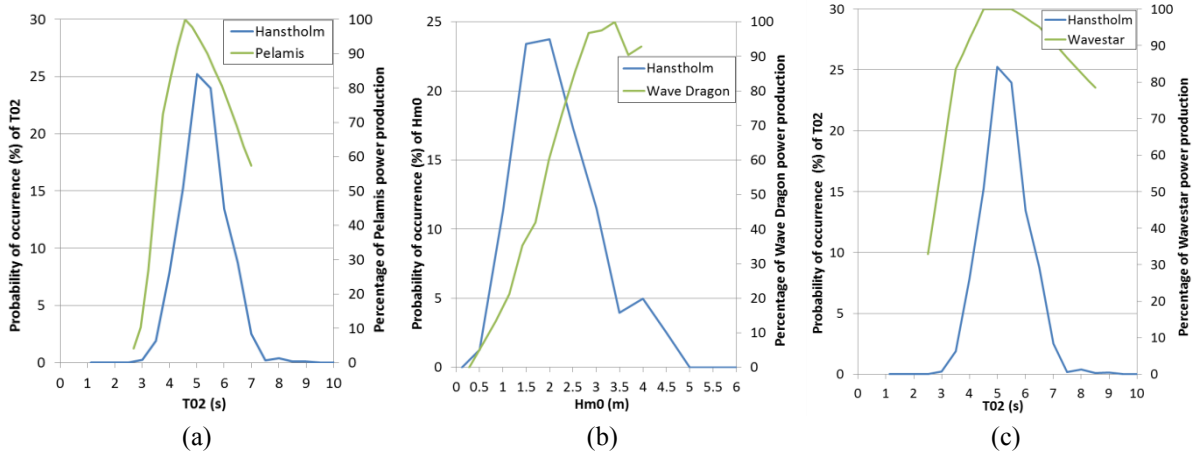 Probability of occurrence (%) of T02
30
25
20
15
10
5
0
Hanstholm
Pelamis
100
90
80
70
60
50
40
30
20
10
0
Percentage of Pelamis power production
0 1 2 3 4 5 6 7 8 9 10
T02 (s)
(a)
Probability of occurrence (%) of Hm0
25
20
15
10
5
0
Hanstholm
Wave Dragon
100
90
80
70
60
50
40
30
20
10
0
Percentage of Wave Dragon power production
0 0.5 1 1.5 2 2.5 3 3.5 4 4.5 5 5.5 6
Hm0 (m)
(b)
Probability of occurrence (%) of T02
30
25
20
15
10
5
0
Hanstholm
Wavestar
100
90
80
70
60
50
40
30
20
10
0
Percentage of Wavestar power production
0 1 2 3 4 5 6 7 8 9 10
T02 (s)
(c)